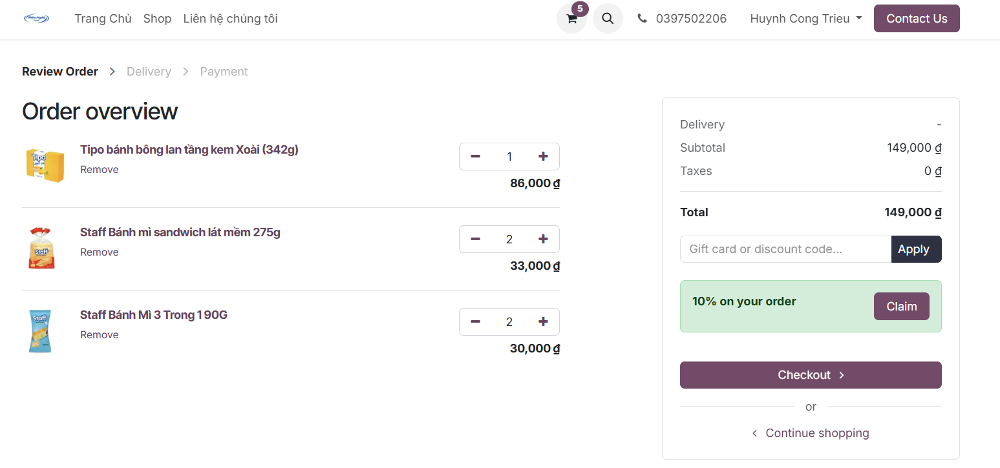 Trang Chủ Shop Liên hệ chúng tôi 5 0397502206 Huynh Cong Trieu Contact Us
Review Order > Delivery > Payment
Order overview
Tipo bánh bông lan tầng kem Xoài (342g)
Remove
1
86,000 ₫
Staff Bánh mì sandwich lát mềm 275g
Remove
2
33,000 ₫
Staff Bánh Mì 3 Trong 1 90G
Remove
2
30,000 ₫
Delivery -
Subtotal 149,000 ₫
Taxes 0 ₫
Total 149,000 ₫
Gift card or discount code... Apply
10% on your order Claim
Checkout >
or
< Continue shopping
Tipo
Staff
Staff